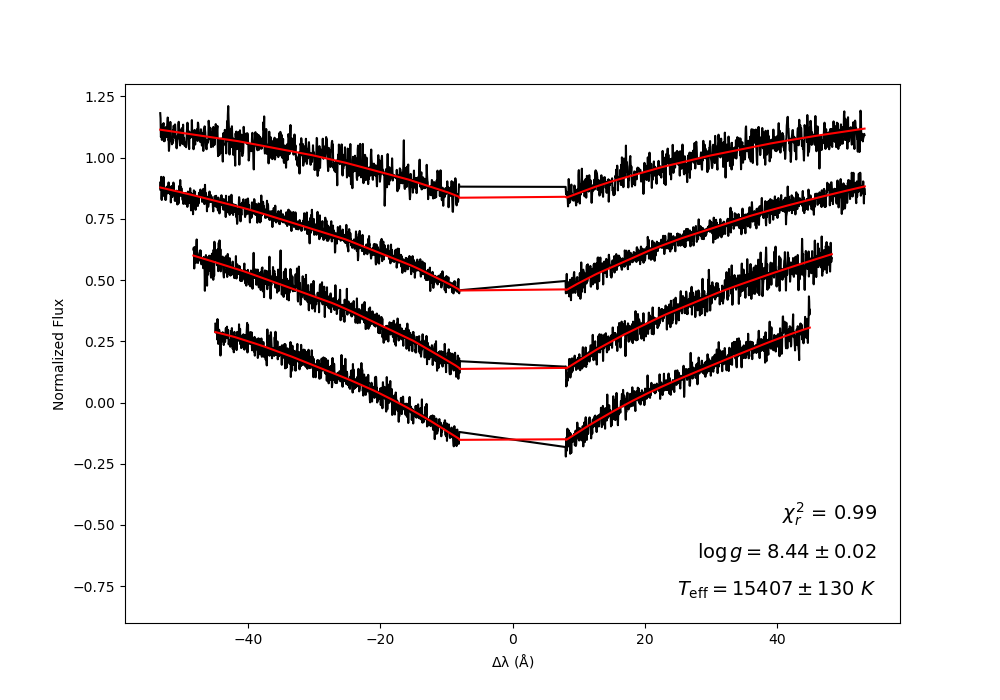 1.25
1.00
0.75
0.50
0.25
0.00
−0.25
−0.50
−0.75
Normalized Flux
χ²ᵣ = 0.99
log g = 8.44 ± 0.02
T_eff = 15407 ± 130 K
−40 −20 0 20 40
Δλ (Å)